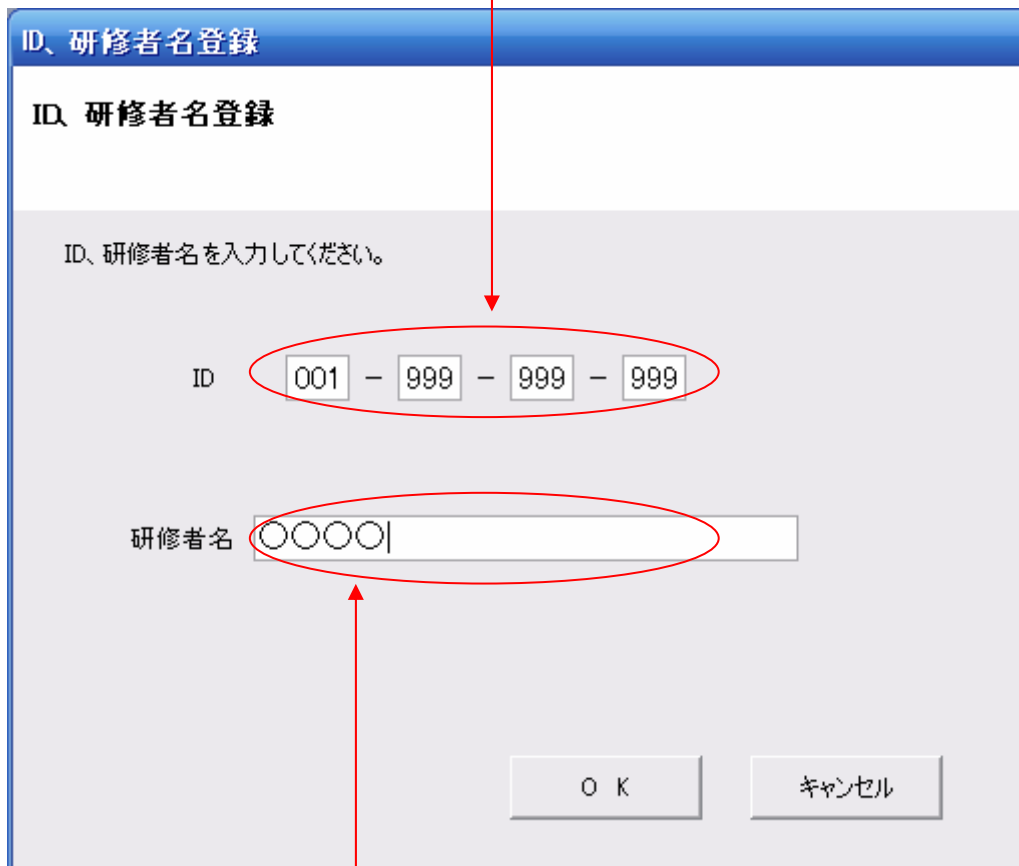 ID、研修者名登録
ID、研修者名登録
ID、研修者名を入力してください。
ID 001 － 999 － 999 － 999
研修者名 ○○○○
ＯＫ キャンセル